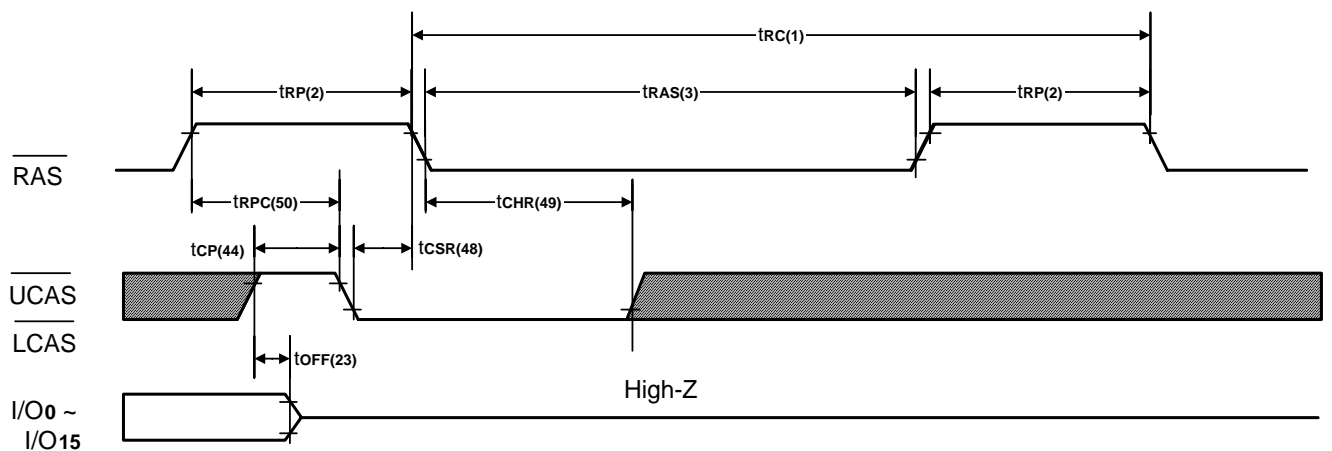 tRC(1)
tRP(2)
tRAS(3)
tRP(2)
RAS
tRPC(50)
tCHR(49)
tCP(44)
tCSR(48)
UCAS
LCAS
tOFF(23)
High-Z
I/O0 ~
I/O15